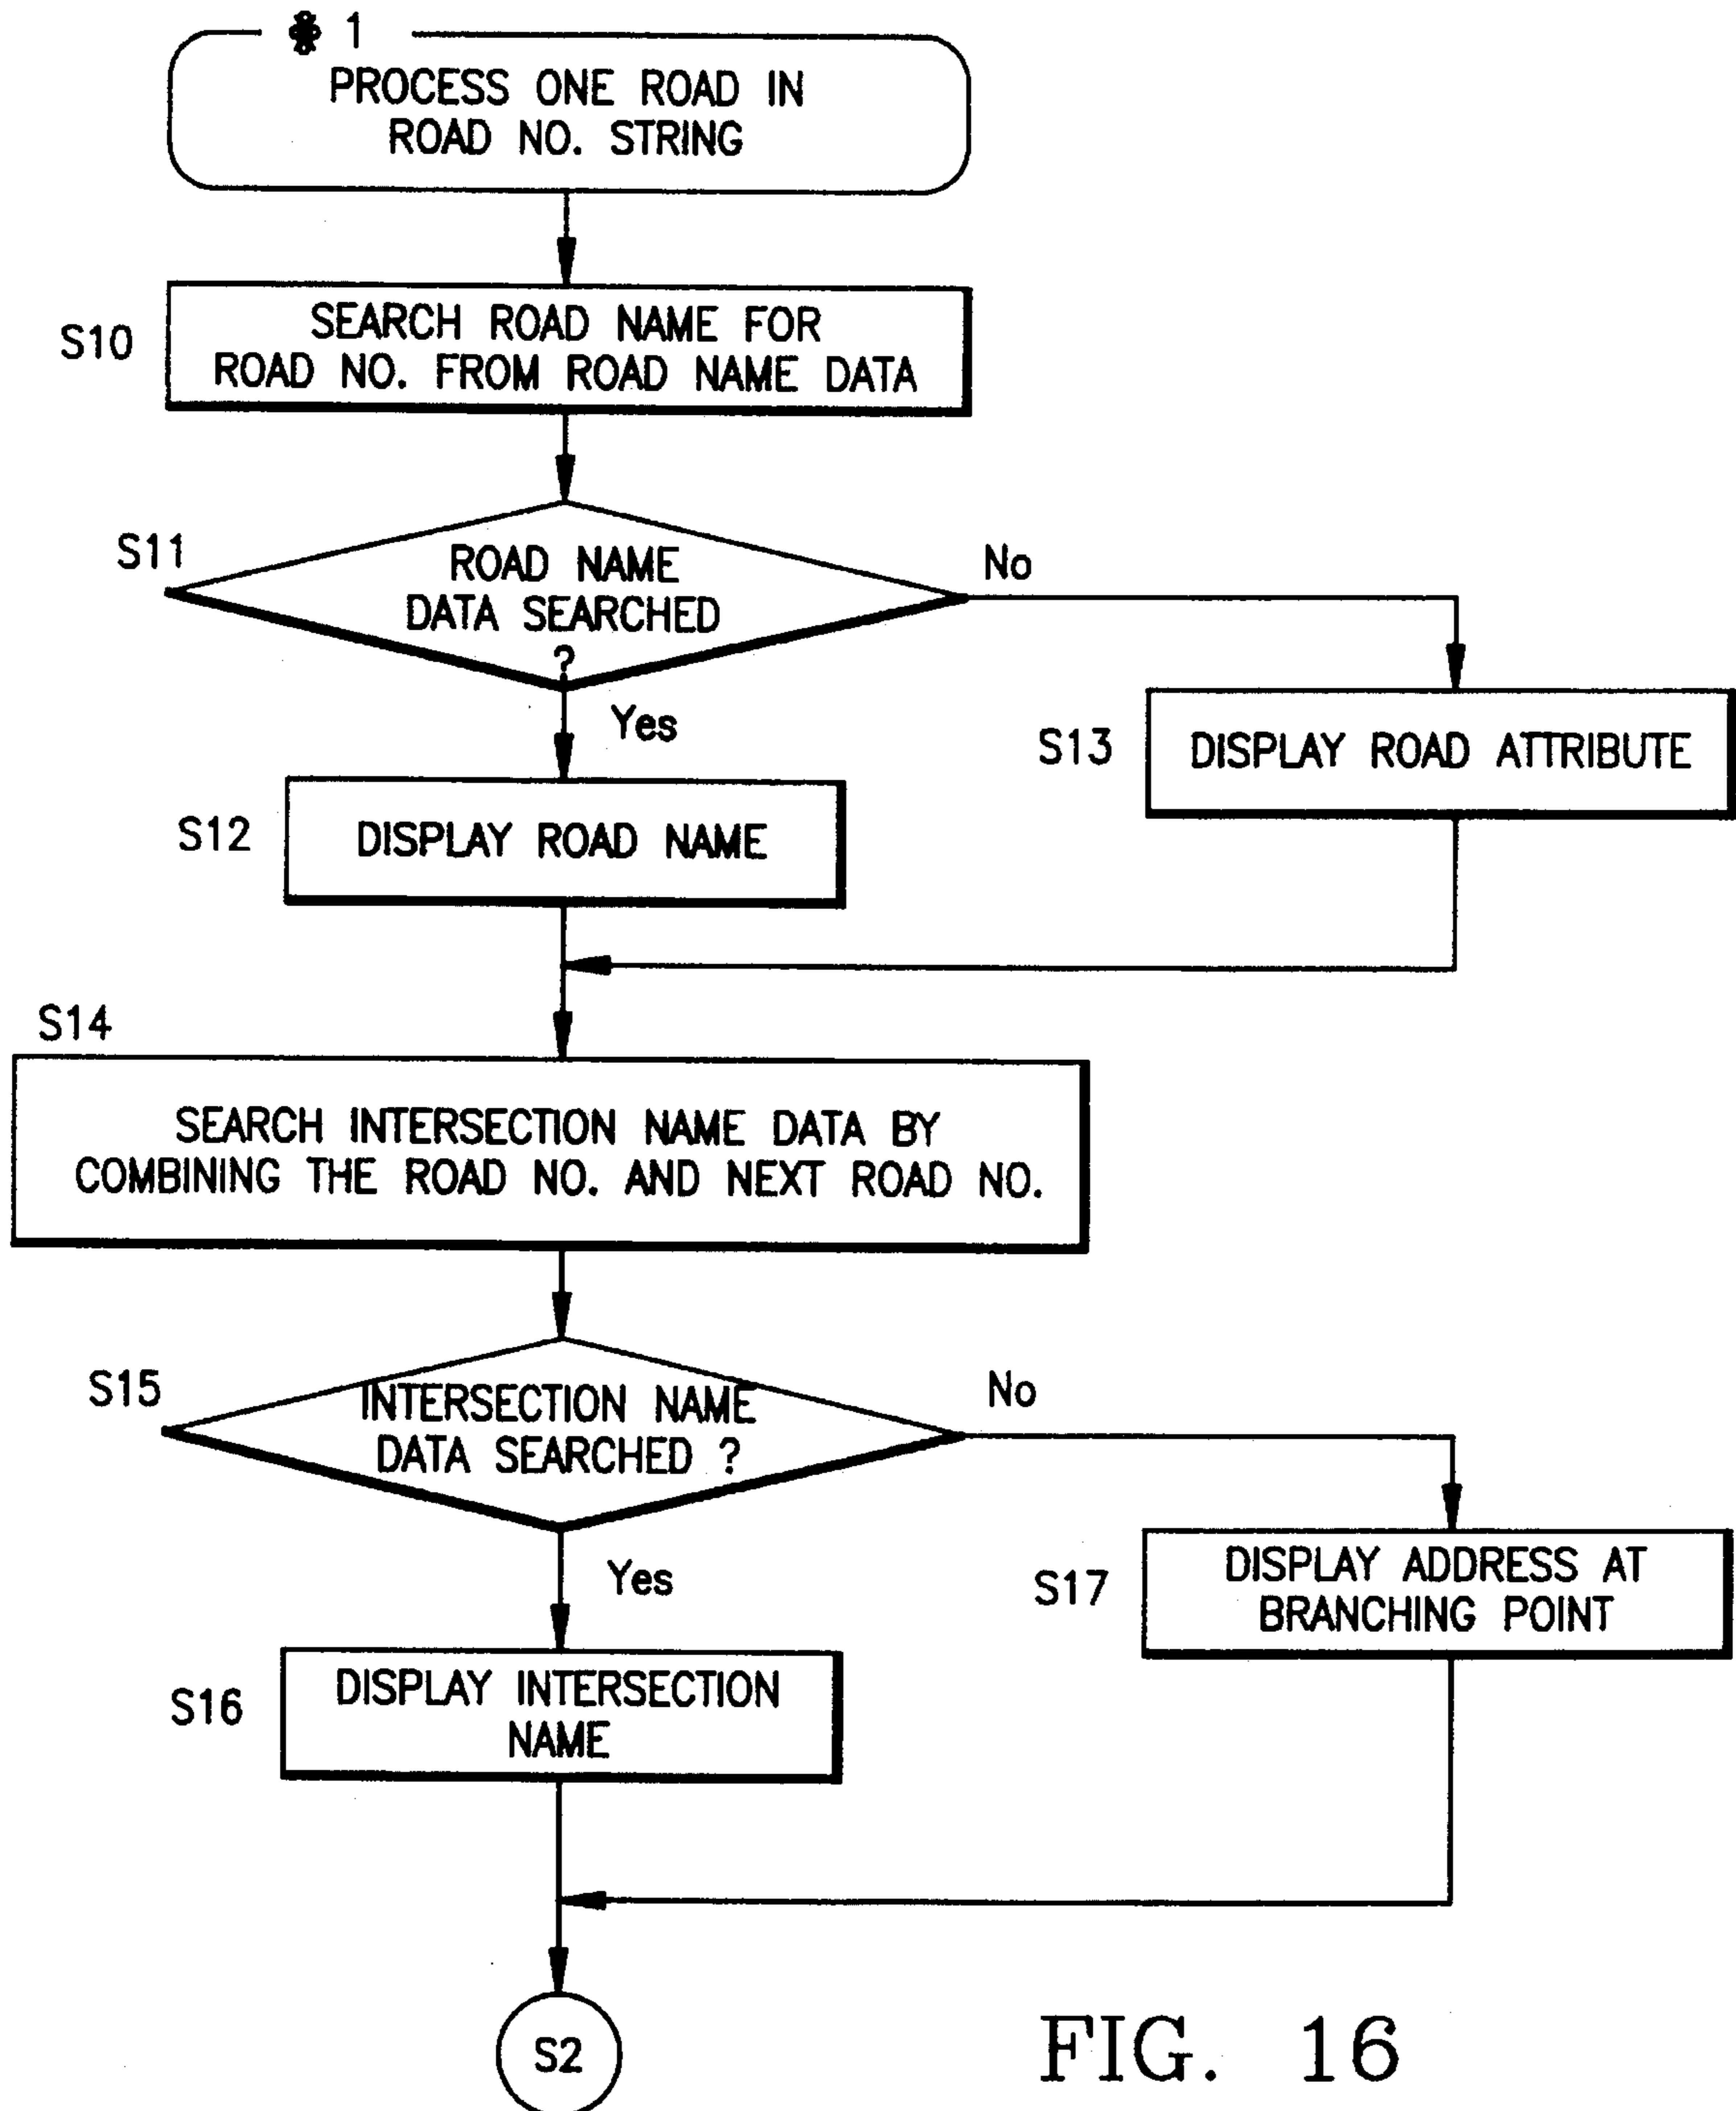 ✽ 1
PROCESS ONE ROAD IN
ROAD NO. STRING
S10
SEARCH ROAD NAME FOR
ROAD NO. FROM ROAD NAME DATA
S11
ROAD NAME
DATA SEARCHED
?
No
Yes
S13
DISPLAY ROAD ATTRIBUTE
S12
DISPLAY ROAD NAME
S14
SEARCH INTERSECTION NAME DATA BY
COMBINING THE ROAD NO. AND NEXT ROAD NO.
S15
INTERSECTION NAME
DATA SEARCHED ?
No
Yes
S17
DISPLAY ADDRESS AT
BRANCHING POINT
S16
DISPLAY INTERSECTION
NAME
S2
FIG. 16